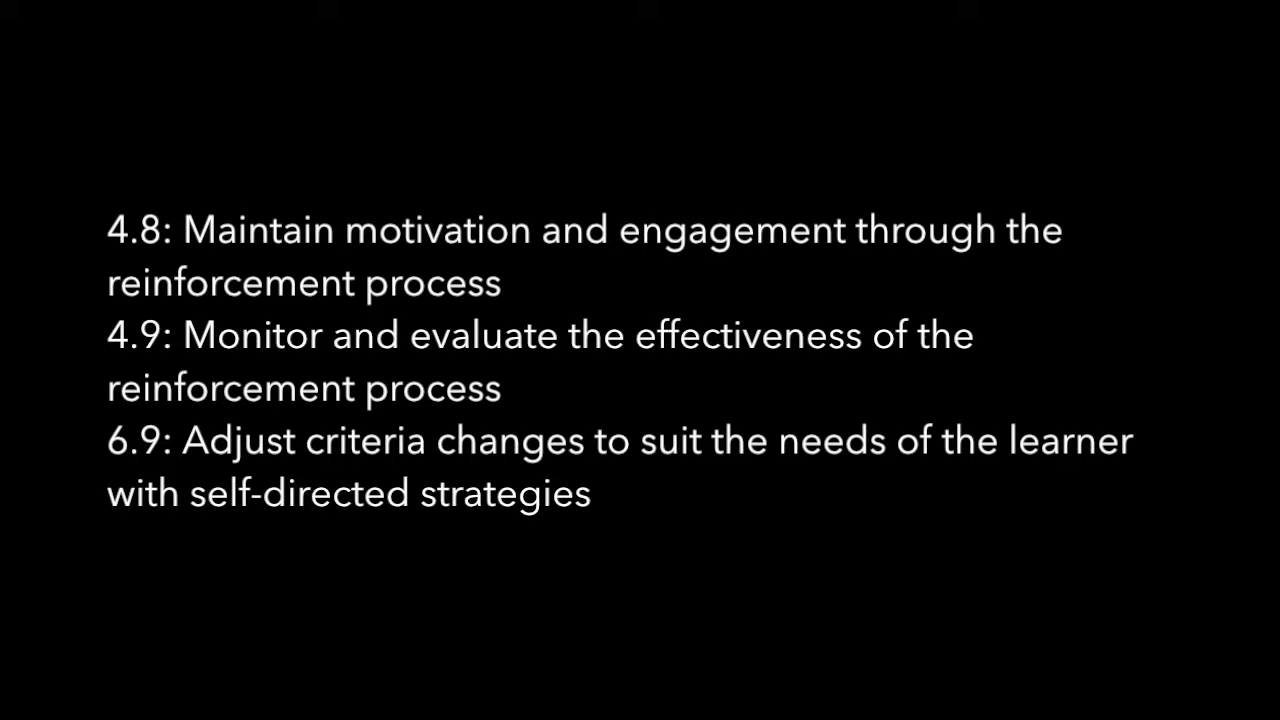 4.8: Maintain motivation and engagement through the
reinforcement process
4.9: Monitor and evaluate the effectiveness of the
reinforcement process
6.9: Adjust criteria changes to suit the needs of the learner
with self-directed strategies